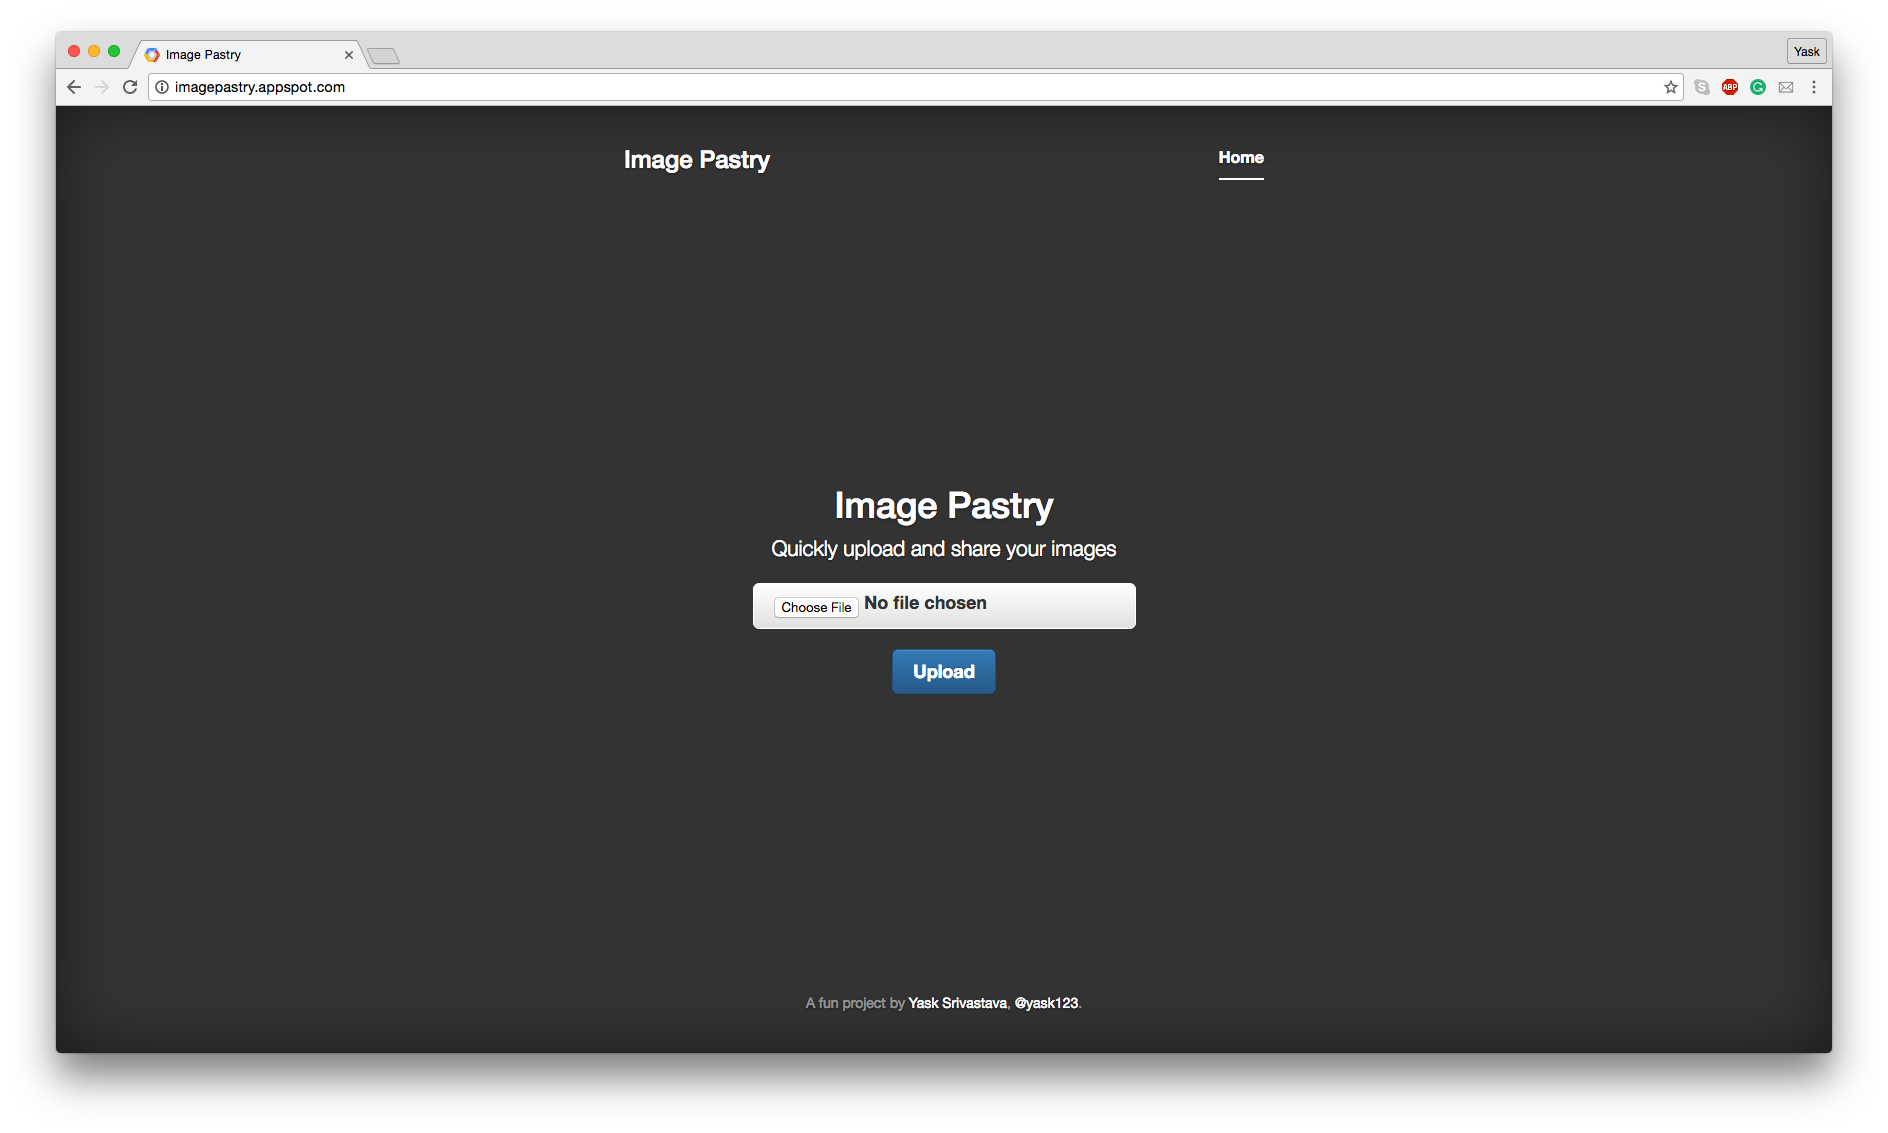 Image Pastry
Yask
imagepastry.appspot.com
S
ABP
G
Image Pastry
Home
Image Pastry
Quickly upload and share your images
Choose File No file chosen
Upload
A fun project by Yask Srivastava, @yask123.